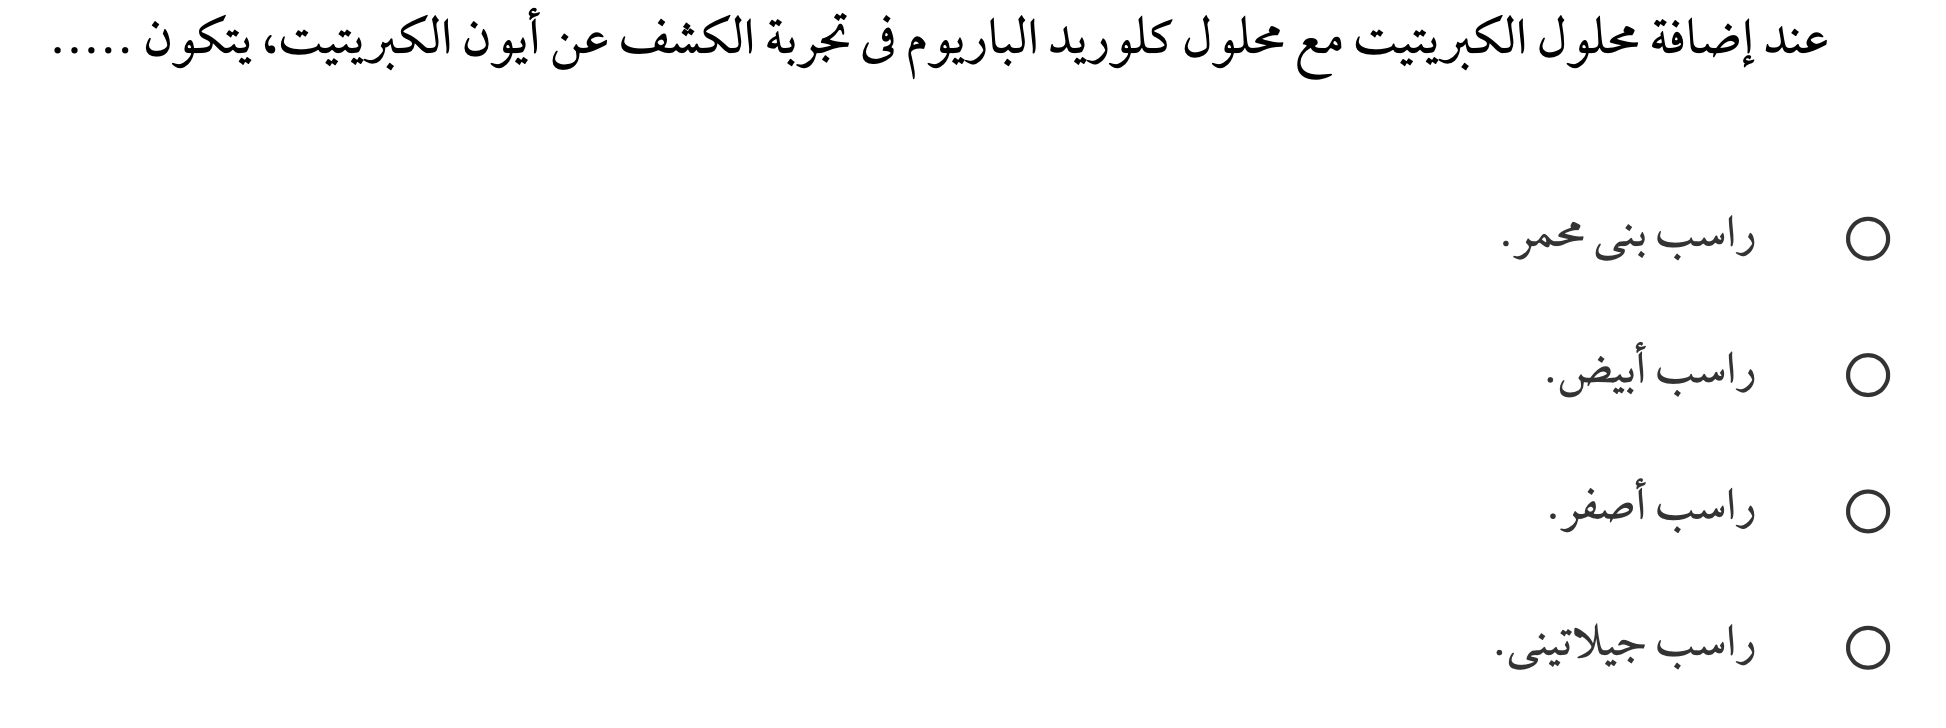 عند إضافة محلول الكبريتيت مع محلول كلوريد الباريوم فى تجربة الكشف عن أيون الكبريتيت، يتكون .....
راسب بنى محمر.
راسب أبيض.
راسب أصفر.
راسب جيلاتينى.